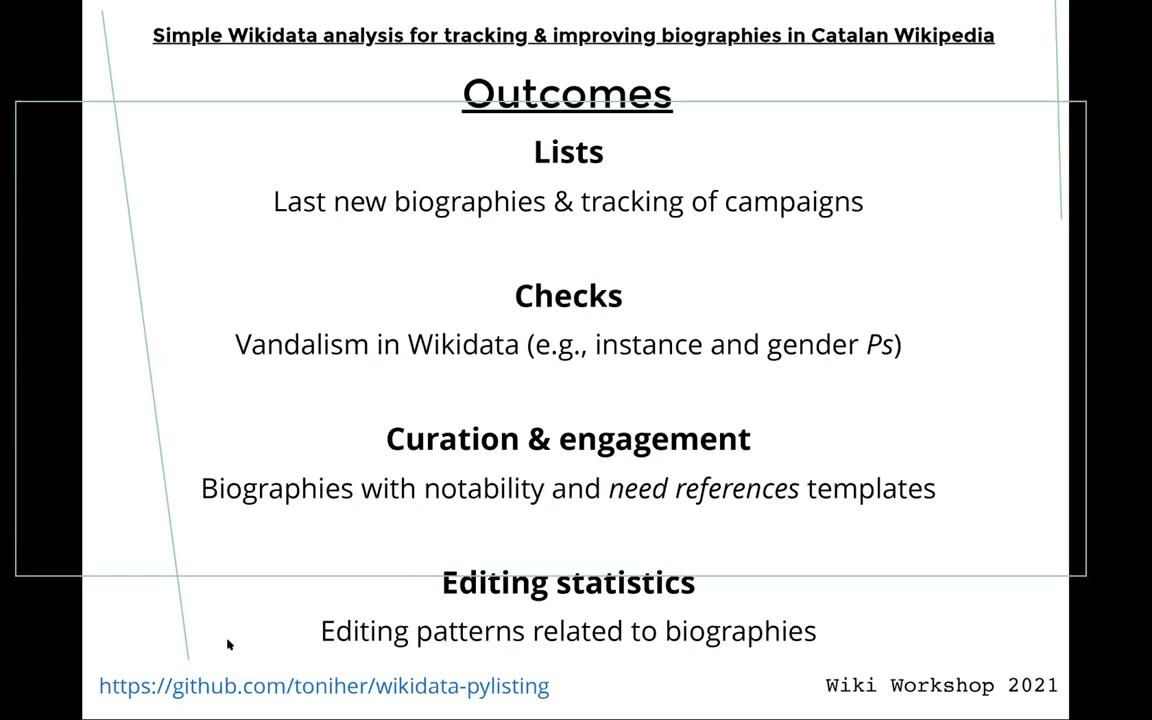 Simple Wikidata analysis for tracking & improving biographies in Catalan Wikipedia
Outcomes
Lists
Last new biographies & tracking of campaigns
Checks
Vandalism in Wikidata (e.g., instance and gender Ps)
Curation & engagement
Biographies with notability and need references templates
Editing statistics
Editing patterns related to biographies
https://github.com/toniher/wikidata-pylisting
Wiki Workshop 2021